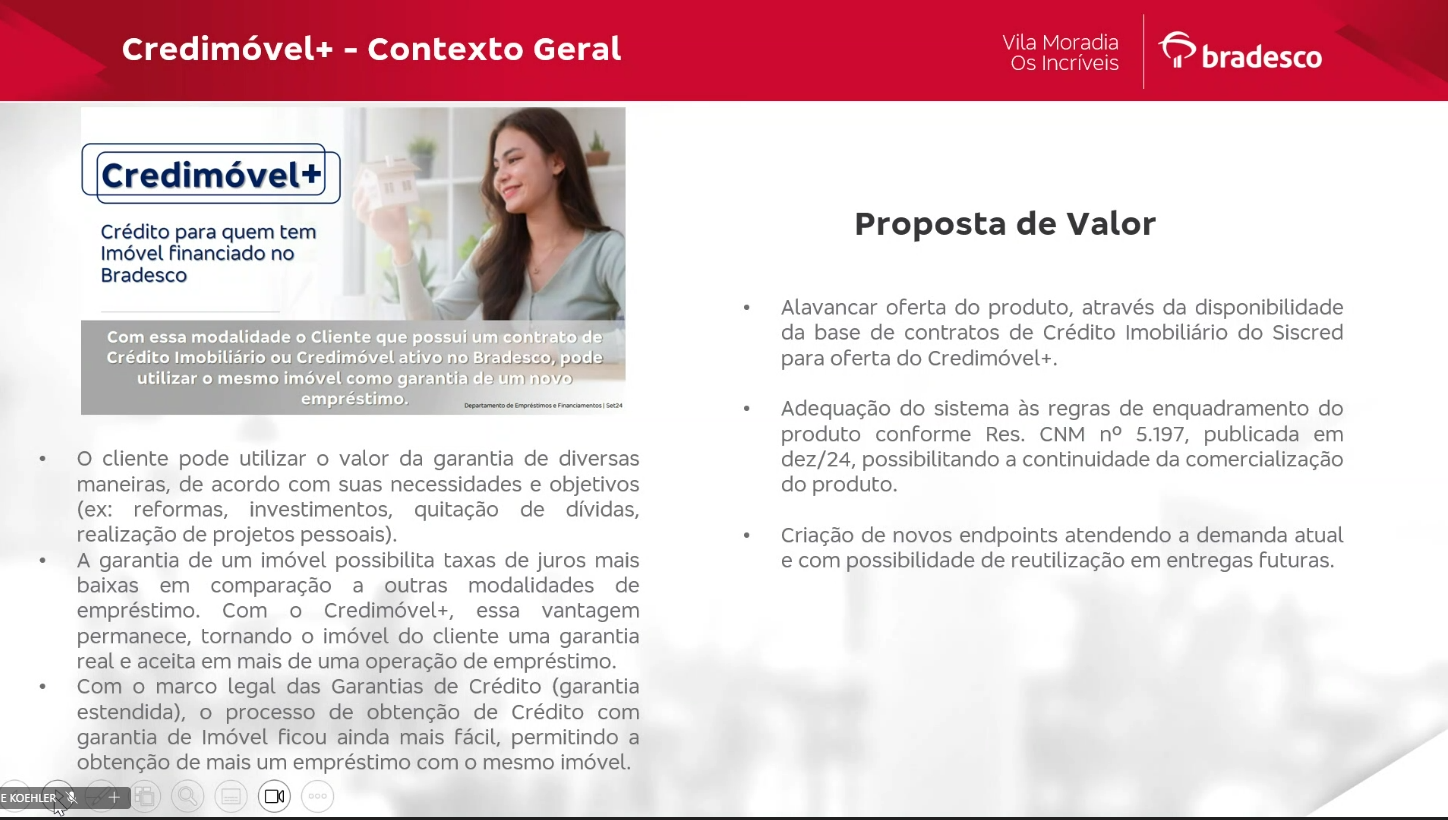 Credimóvel+ - Contexto Geral
Vila Moradia
Os Incríveis
bradesco
Credimóvel+
Crédito para quem tem
Imóvel financiado no
Bradesco
Com essa modalidade o Cliente que possui um contrato de
Crédito Imobiliário ou Credimóvel ativo no Bradesco, pode
utilizar o mesmo imóvel como garantia de um novo
empréstimo.
Departamento de Empréstimos e Financiamentos | Set24
• O cliente pode utilizar o valor da garantia de diversas
maneiras, de acordo com suas necessidades e objetivos
(ex: reformas, investimentos, quitação de dívidas,
realização de projetos pessoais).
• A garantia de um imóvel possibilita taxas de juros mais
baixas em comparação a outras modalidades de
empréstimo. Com o Credimóvel+, essa vantagem
permanece, tornando o imóvel do cliente uma garantia
real e aceita em mais de uma operação de empréstimo.
• Com o marco legal das Garantias de Crédito (garantia
estendida), o processo de obtenção de Crédito com
garantia de Imóvel ficou ainda mais fácil, permitindo a
obtenção de mais um empréstimo com o mesmo imóvel.
Proposta de Valor
• Alavancar oferta do produto, através da disponibilidade
da base de contratos de Crédito Imobiliário do Siscred
para oferta do Credimóvel+.
• Adequação do sistema às regras de enquadramento do
produto conforme Res. CNM nº 5.197, publicada em
dez/24, possibilitando a continuidade da comercialização
do produto.
• Criação de novos endpoints atendendo a demanda atual
e com possibilidade de reutilização em entregas futuras.
E KOEHLER